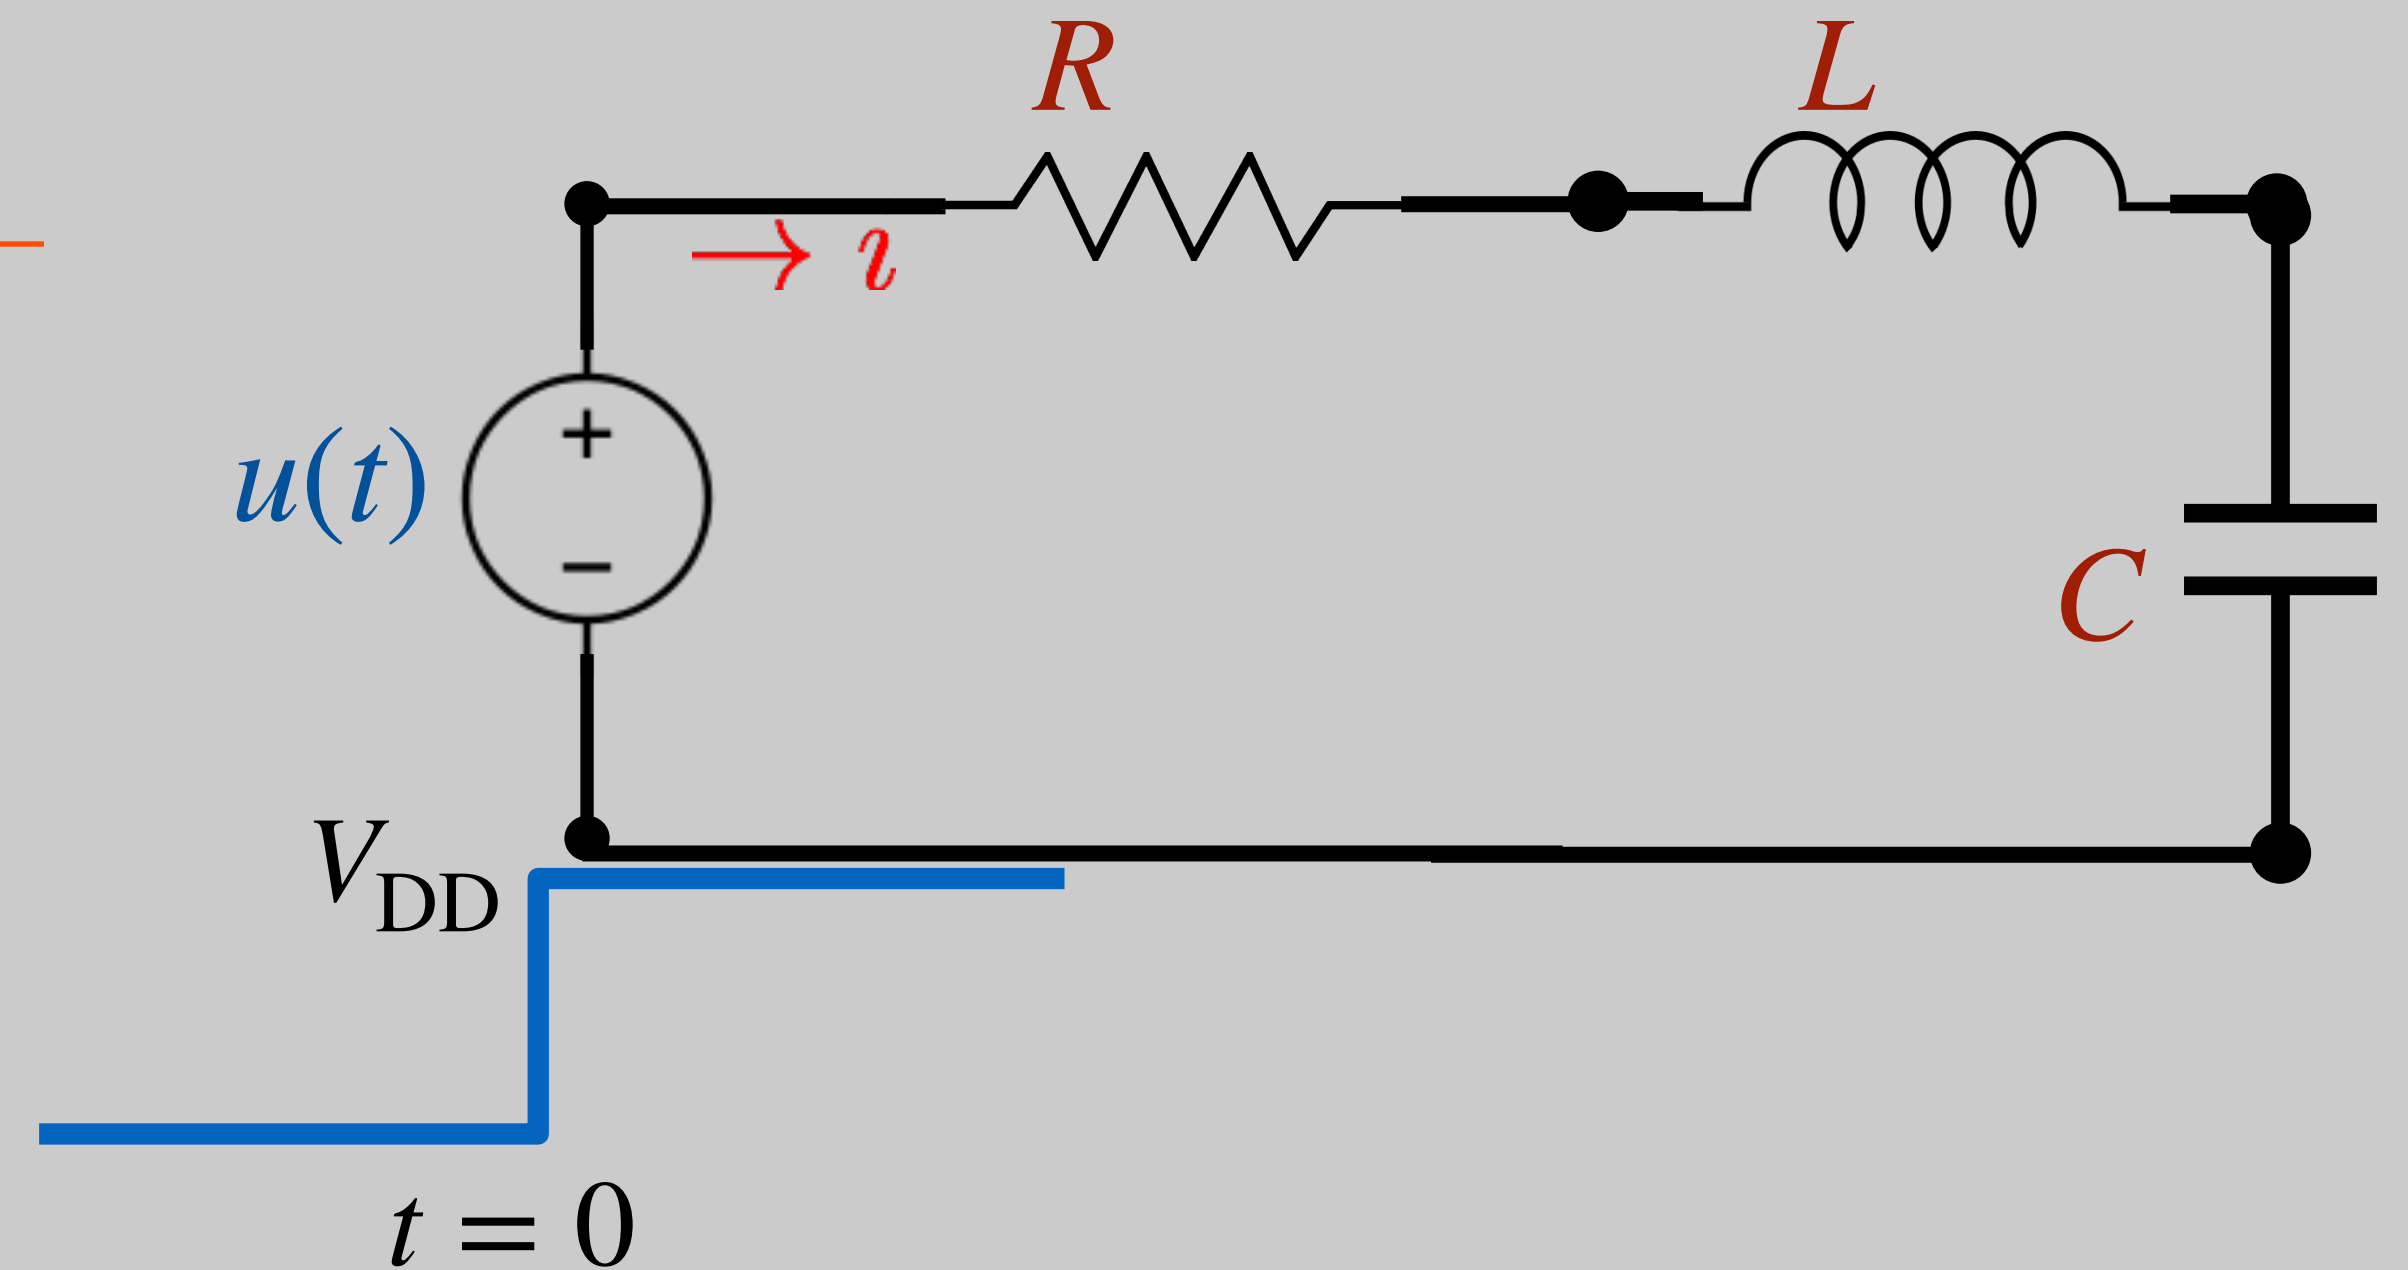 R
L
→ i
+
u(t)
−
C
V_DD
t = 0